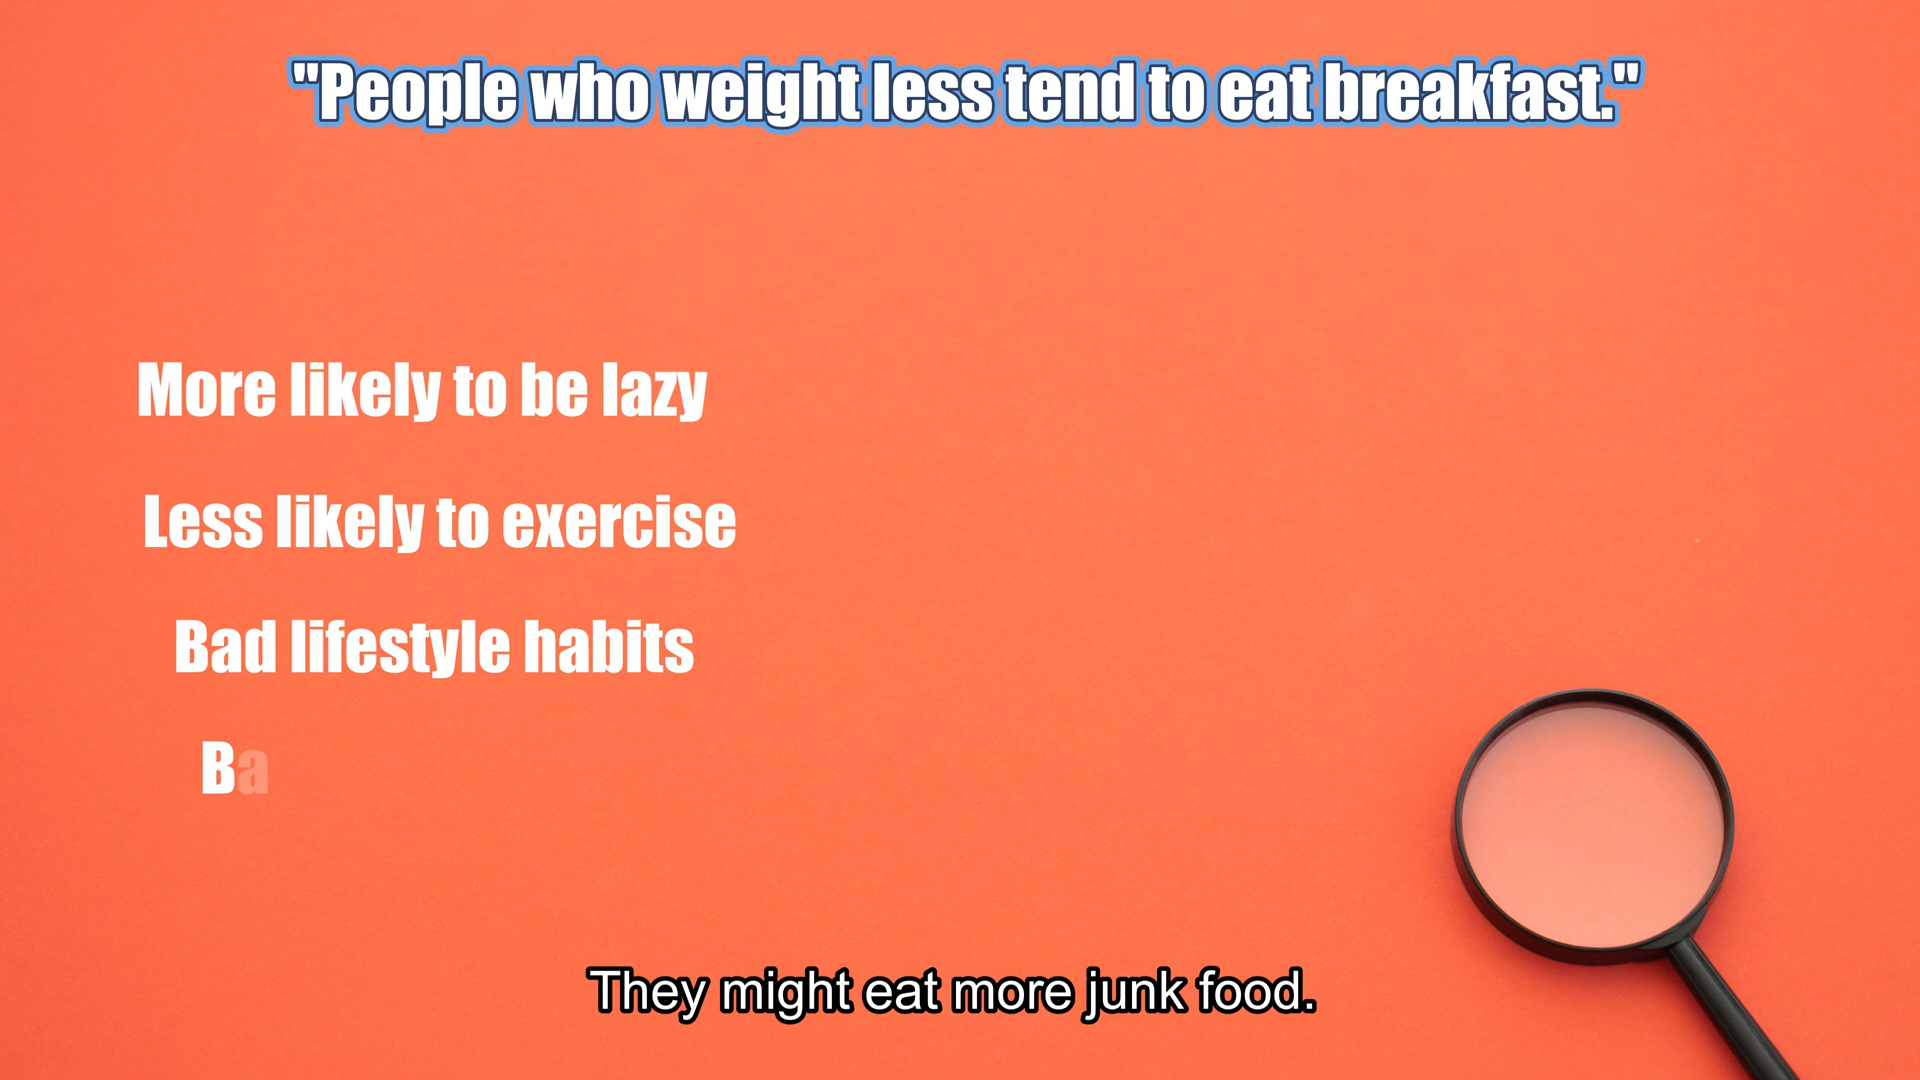 "People who weight less tend to eat breakfast."
More likely to be lazy
Less likely to exercise
Bad lifestyle habits
Ba
They might eat more junk food.